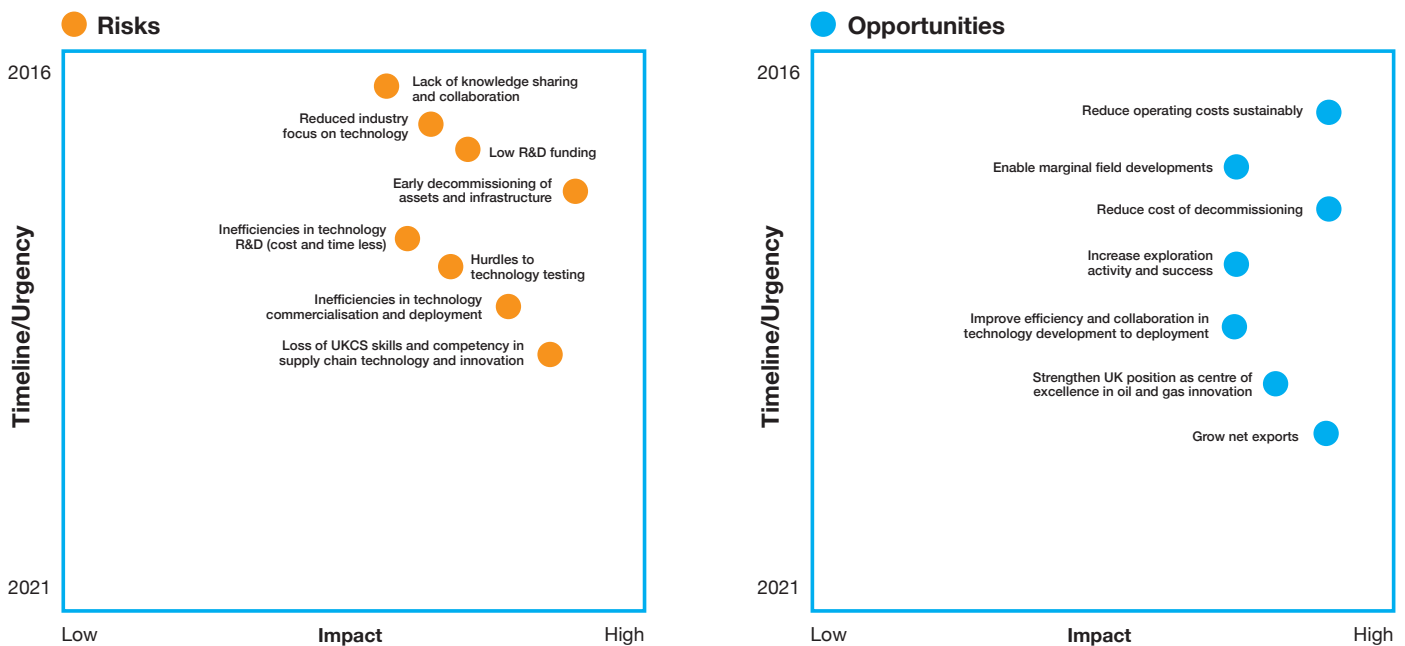 Risks
2016
Lack of knowledge sharing
and collaboration
Reduced industry
focus on technology
Low R&D funding
Early decommissioning of
assets and infrastructure
Inefficiencies in technology
R&D (cost and time less)
Hurdles to
technology testing
Inefficiencies in technology
commercialisation and deployment
Loss of UKCS skills and competency in
supply chain technology and innovation
Timeline/Urgency
2021
Low
Impact
High
Opportunities
2016
Reduce operating costs sustainably
Enable marginal field developments
Reduce cost of decommissioning
Increase exploration
activity and success
Improve efficiency and collaboration in
technology development to deployment
Strengthen UK position as centre of
excellence in oil and gas innovation
Grow net exports
Timeline/Urgency
2021
Low
Impact
High